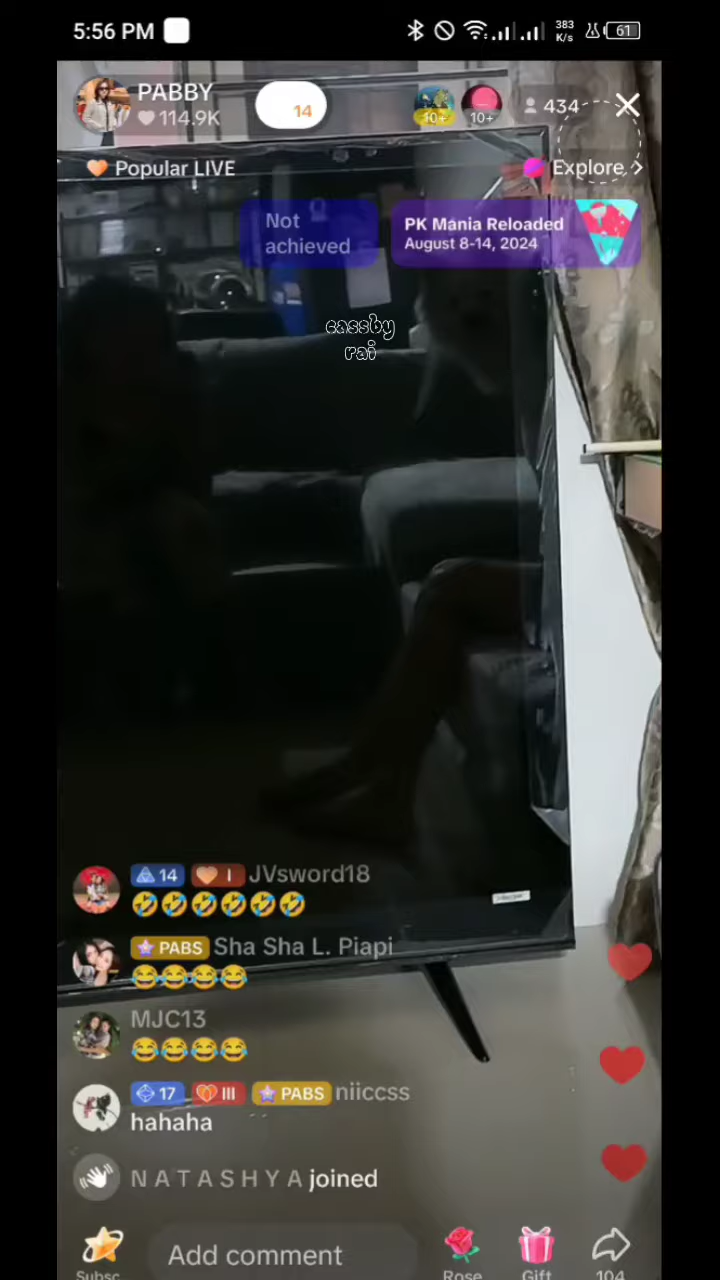 5:56 PM
383
K/s
61
PABBY
114.9K
14
10+
10+
434
Popular LIVE
Explore
Not
achieved
PK Mania Reloaded
August 8-14, 2024
cassby
rai
14 I JVsword18
🤣🤣🤣🤣🤣🤣
PABS Sha Sha L. Piapi
😂😂😂😂
MJC13
😂😂😂😂
17 III PABS niiccss
hahaha
N A T A S H Y A joined
Add comment
Subsc...
Rose
Gift
104